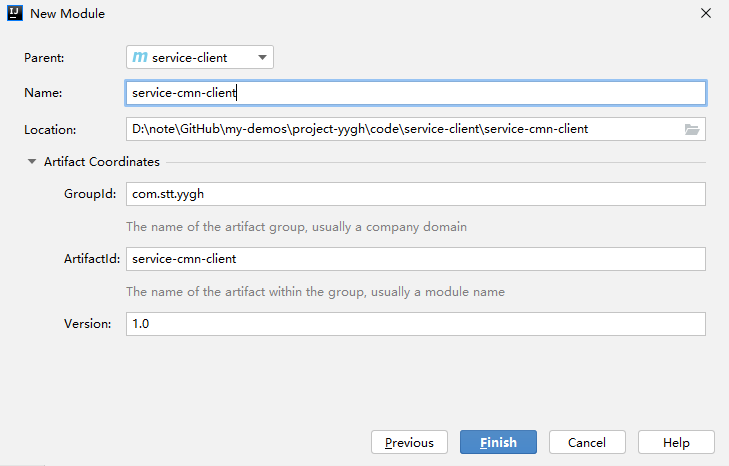 New Module
Parent: m service-client
Name: service-cmn-client
Location: D:\note\GitHub\my-demos\project-yygh\code\service-client\service-cmn-client
Artifact Coordinates
GroupId: com.stt.yygh
The name of the artifact group, usually a company domain
ArtifactId: service-cmn-client
The name of the artifact within the group, usually a module name
Version: 1.0
Previous Finish Cancel Help